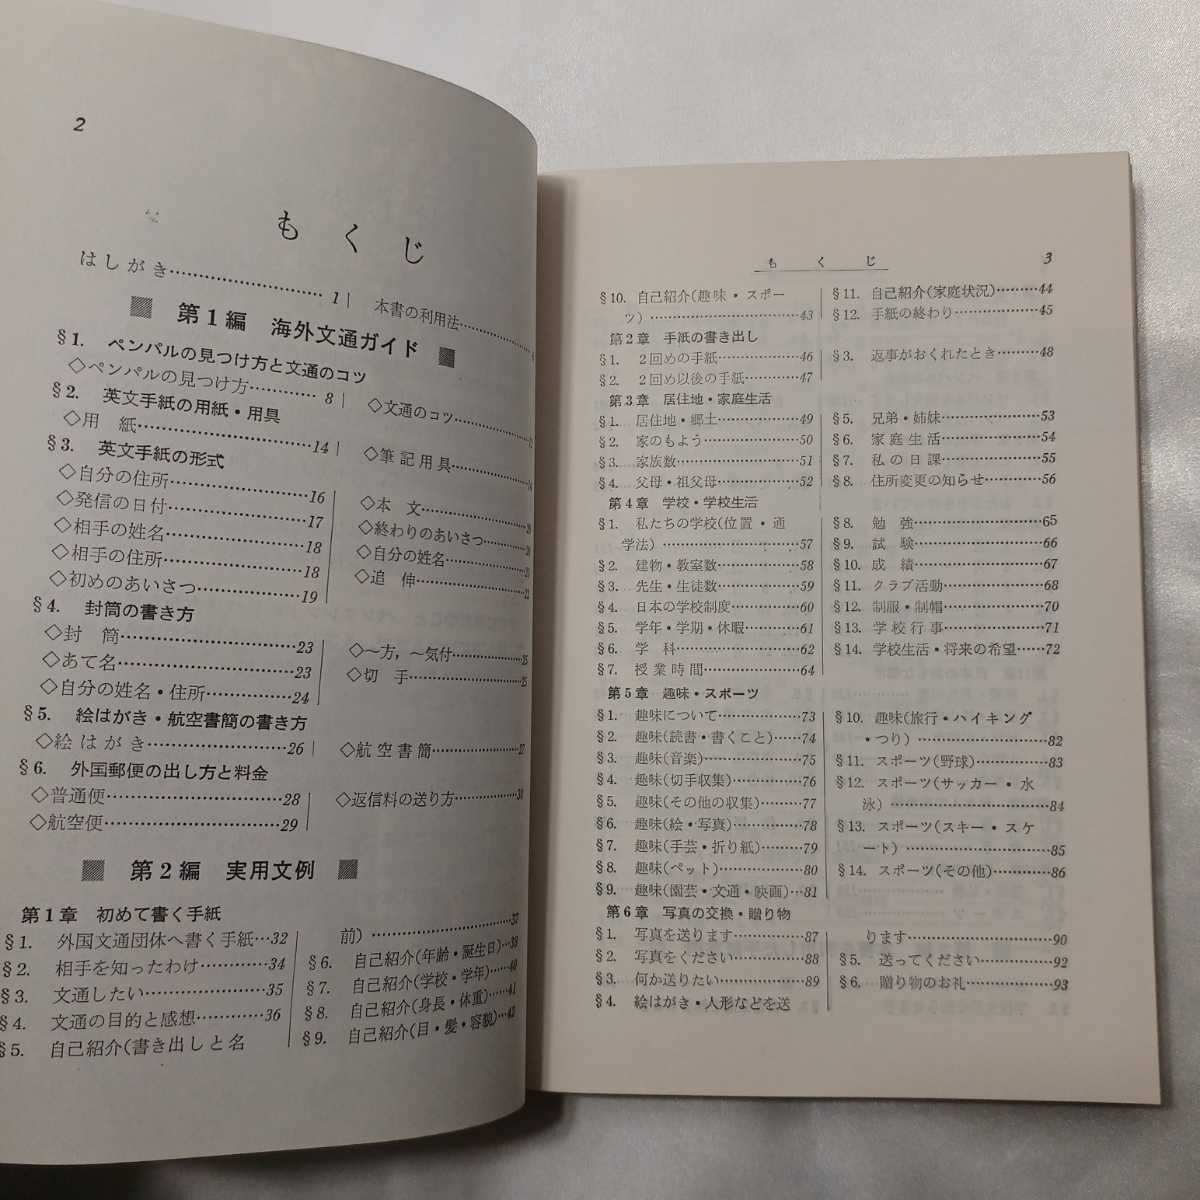 2
もくじ
はしがき……………………1
本書の利用法…………
第1編 海外文通ガイド
§1. ペンパルの見つけ方と文通のコツ
◇ペンパルの見つけ方………8
◇文通のコツ…………
§2. 英文手紙の用紙・用具
◇用 紙……………………14
◇筆記用具…………
§3. 英文手紙の形式
◇自分の住所………………16
◇発信の日付………………17
◇相手の姓名………………18
◇相手の住所………………18
◇初めのあいさつ…………19
◇本 文…………
◇終わりのあいさつ……
◇自分の姓名…………
◇追 伸…………
§4. 封筒の書き方
◇封 筒……………………23
◇あて名……………………23
◇自分の姓名・住所………24
◇〜方,〜気付…………25
◇切 手…………25
§5. 絵はがき・航空書簡の書き方
◇絵はがき…………………26
◇航空書簡…………27
§6. 外国郵便の出し方と料金
◇普通便……………………28
◇航空便……………………29
◇返信料の送り方…………
第2編 実用文例
第1章 初めて書く手紙
§1. 外国文通団体へ書く手紙…32
§2. 相手を知ったわけ…………34
§3. 文通したい…………………35
§4. 文通の目的と感想…………36
§5. 自己紹介(書き出しと名
前)……………………37
§6. 自己紹介(年齢・誕生日)…38
§7. 自己紹介(学校・学年)……40
§8. 自己紹介(身長・体重)……41
§9. 自己紹介(目・髪・容貌)…42
もくじ
3
§10. 自己紹介(趣味・スポー
ツ)……………………43
§11. 自己紹介(家庭状況)………44
§12. 手紙の終わり………………45
第2章 手紙の書き出し
§1. 2回めの手紙………………46
§2. 2回め以後の手紙…………47
§3. 返事がおくれたとき………48
第3章 居住地・家庭生活
§1. 居住地・郷土………………49
§2. 家のもよう…………………50
§3. 家族数………………………51
§4. 父母・祖父母………………52
§5. 兄弟・姉妹…………………53
§6. 家庭生活……………………54
§7. 私の日課……………………55
§8. 住所変更の知らせ…………56
第4章 学校・学校生活
§1. 私たちの学校(位置・通
学法)……………………57
§2. 建物・教室数………………58
§3. 先生・生徒数………………59
§4. 日本の学校制度……………60
§5. 学年・学期・休暇…………61
§6. 学 科………………………62
§7. 授業時間……………………64
§8. 勉 強………………………65
§9. 試 験………………………66
§10. 成 績………………………67
§11. クラブ活動…………………68
§12. 制服・制帽…………………70
§13. 学校行事……………………71
§14. 学校生活・将来の希望……72
第5章 趣味・スポーツ
§1. 趣味について………………73
§2. 趣味(読書・書くこと)……74
§3. 趣味(音楽)…………………75
§4. 趣味(切手収集)……………76
§5. 趣味(その他の収集)………77
§6. 趣味(絵・写真)……………78
§7. 趣味(手芸・折り紙)………79
§8. 趣味(ペット)………………80
§9. 趣味(園芸・文通・映画)…81
§10. 趣味(旅行・ハイキング
・つり)……………………82
§11. スポーツ(野球)……………83
§12. スポーツ(サッカー・水
泳)……………………84
§13. スポーツ(スキー・スケ
ート)……………………85
§14. スポーツ(その他)…………86
第6章 写真の交換・贈り物
§1. 写真を送ります……………87
§2. 写真をください……………88
§3. 何か送りたい………………89
§4. 絵はがき・人形などを送
ります……………………90
§5. 送ってください……………92
§6. 贈り物のお礼………………93